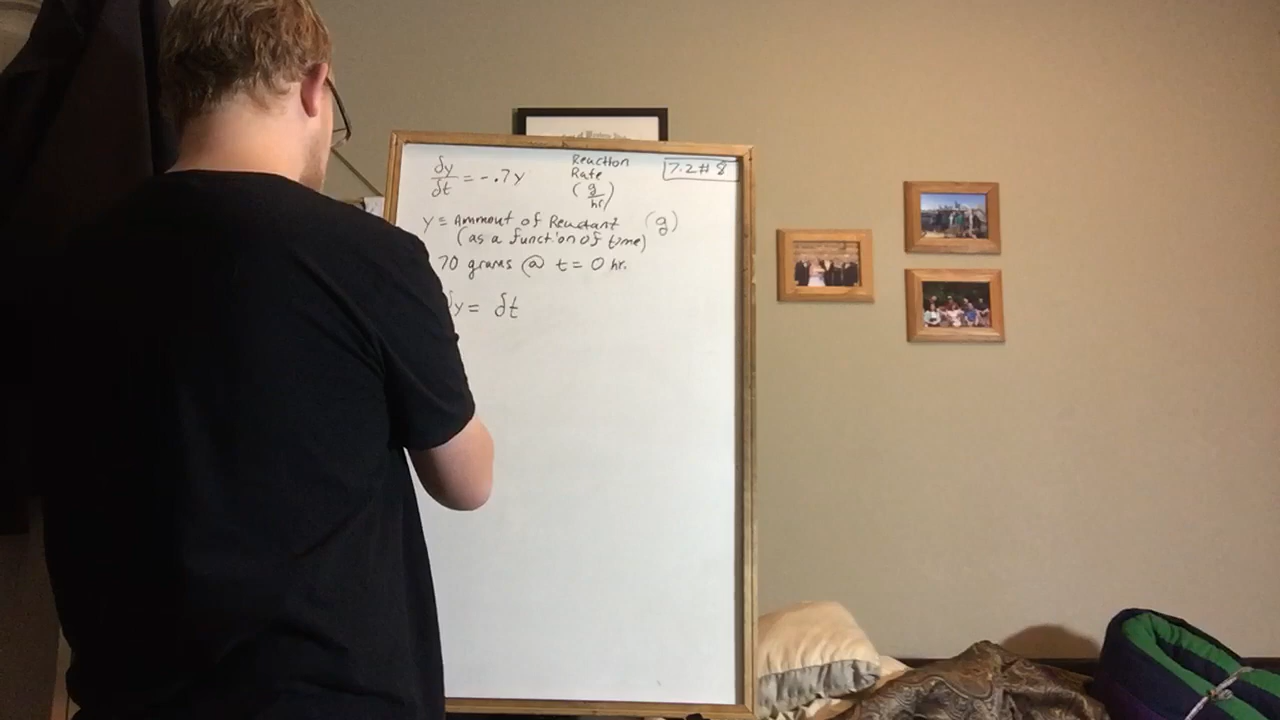 δy/δt = -.7y
Reaction
Rate
(g/hr)
7.2 # 8
y = Ammout of Reactant (g)
(as a function of time)
70 grams @ t = 0 hr.
δy = δt